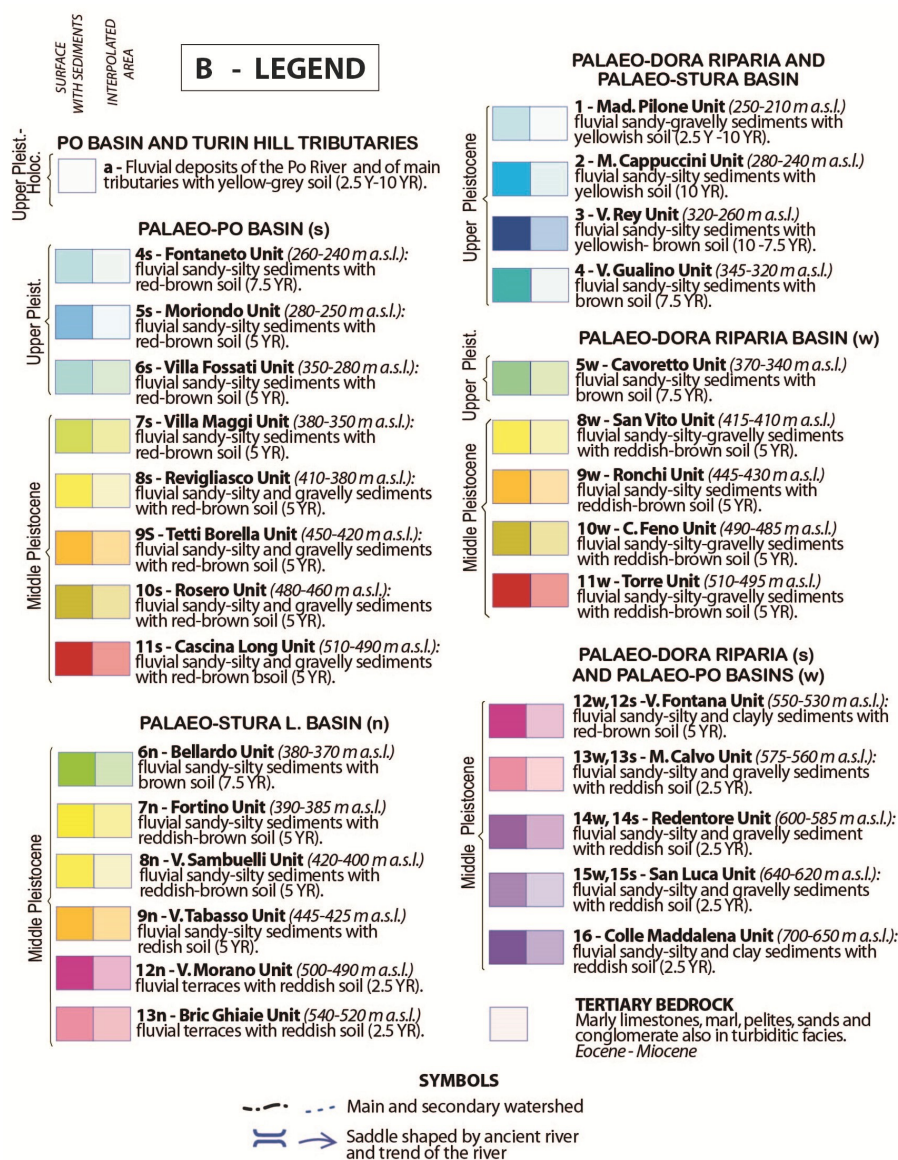 SURFACE
WITH SEDIMENTS
INTERPOLATED
AREA
B - LEGEND
PO BASIN AND TURIN HILL TRIBUTARIES
Upper Pleist.-
Holoc.
a - Fluvial deposits of the Po River and of main
tributaries with yellow-grey soil (2.5 Y-10 YR).
PALAEO-PO BASIN (s)
Upper Pleist.
4s - Fontaneto Unit (260-240 m a.s.l.):
fluvial sandy-silty sediments with
red-brown soil (7.5 YR).
5s - Moriondo Unit (280-250 m a.s.l.):
fluvial sandy-silty sediments with
red-brown soil (5 YR).
6s - Villa Fossati Unit (350-280 m a.s.l.):
fluvial sandy-silty sediments with
red-brown soil (5 YR).
Middle Pleistocene
7s - Villa Maggi Unit (380-350 m a.s.l.):
fluvial sandy-silty sediments with
red-brown soil (5 YR).
8s - Revigliasco Unit (410-380 m a.s.l.):
fluvial sandy-silty and gravelly sediments
with red-brown soil (5 YR).
9S - Tetti Borella Unit (450-420 m a.s.l.):
fluvial sandy-silty and gravelly sediments
with red-brown soil (5 YR).
10s - Rosero Unit (480-460 m a.s.l.):
fluvial sandy-silty and gravelly sediments
with red-brown soil (5 YR).
11s - Cascina Long Unit (510-490 m a.s.l.):
fluvial sandy-silty and gravelly sediments
with red-brown bsoil (5 YR).
PALAEO-STURA L. BASIN (n)
Middle Pleistocene
6n - Bellardo Unit (380-370 m a.s.l.)
fluvial sandy-silty sediments with
brown soil (7.5 YR).
7n - Fortino Unit (390-385 m a.s.l.)
fluvial sandy-silty sediments with
reddish-brown soil (5 YR).
8n - V. Sambuelli Unit (420-400 m a.s.l.)
fluvial sandy-silty sediments with
reddish-brown soil (5 YR).
9n - V. Tabasso Unit (445-425 m a.s.l.)
fluvial sandy-silty sediments with
redish soil (5 YR).
12n - V. Morano Unit (500-490 m a.s.l.)
fluvial terraces with reddish soil (2.5 YR).
13n - Bric Ghiaie Unit (540-520 m a.s.l.)
fluvial terraces with reddish soil (2.5 YR).
PALAEO-DORA RIPARIA AND
PALAEO-STURA BASIN
Upper Pleistocene
1 - Mad. Pilone Unit (250-210 m a.s.l.)
fluvial sandy-gravelly sediments with
yellowish soil (2.5 Y -10 YR).
2 - M. Cappuccini Unit (280-240 m a.s.l.)
fluvial sandy-silty sediments with
yellowish soil (10 YR).
3 - V. Rey Unit (320-260 m a.s.l.)
fluvial sandy-silty sediments with
yellowish- brown soil (10 -7.5 YR).
4 - V. Gualino Unit (345-320 m a.s.l.)
fluvial sandy-silty sediments with
brown soil (7.5 YR).
PALAEO-DORA RIPARIA BASIN (w)
Upper Pleist.
5w - Cavoretto Unit (370-340 m a.s.l.)
fluvial sandy-silty sediments with
brown soil (7.5 YR).
Middle Pleistocene
8w - San Vito Unit (415-410 m a.s.l.)
fluvial sandy-silty-gravelly sediments
with reddish-brown soil (5 YR).
9w - Ronchi Unit (445-430 m a.s.l.)
fluvial sandy-silty sediments with
reddish-brown soil (5 YR).
10w - C. Feno Unit (490-485 m a.s.l.)
fluvial sandy-silty-gravelly sediments
with reddish-brown soil (5 YR).
11w - Torre Unit (510-495 m a.s.l.)
fluvial sandy-silty-gravelly sediments
with reddish-brown soil (5 YR).
PALAEO-DORA RIPARIA (s)
AND PALAEO-PO BASINS (w)
Middle Pleistocene
12w,12s -V. Fontana Unit (550-530 m a.s.l.)
fluvial sandy-silty and clayly sediments with
red-brown soil (5 YR).
13w,13s - M. Calvo Unit (575-560 m a.s.l.):
fluvial sandy-silty and gravelly sediments
with reddish soil (2.5 YR).
14w,14s - Redentore Unit (600-585 m a.s.l.):
fluvial sandy-silty and gravelly sediment
with reddish soil (2.5 YR).
15w,15s - San Luca Unit (640-620 m a.s.l.):
fluvial sandy-silty and gravelly sediments
with reddish soil (2.5 YR).
16 - Colle Maddalena Unit (700-650 m a.s.l.):
fluvial sandy-silty and clay sediments with
reddish soil (2.5 YR).
TERTIARY BEDROCK
Marly limestones, marl, pelites, sands and
conglomerate also in turbiditic facies.
Eocene - Miocene
SYMBOLS
Main and secondary watershed
Saddle shaped by ancient river
and trend of the river